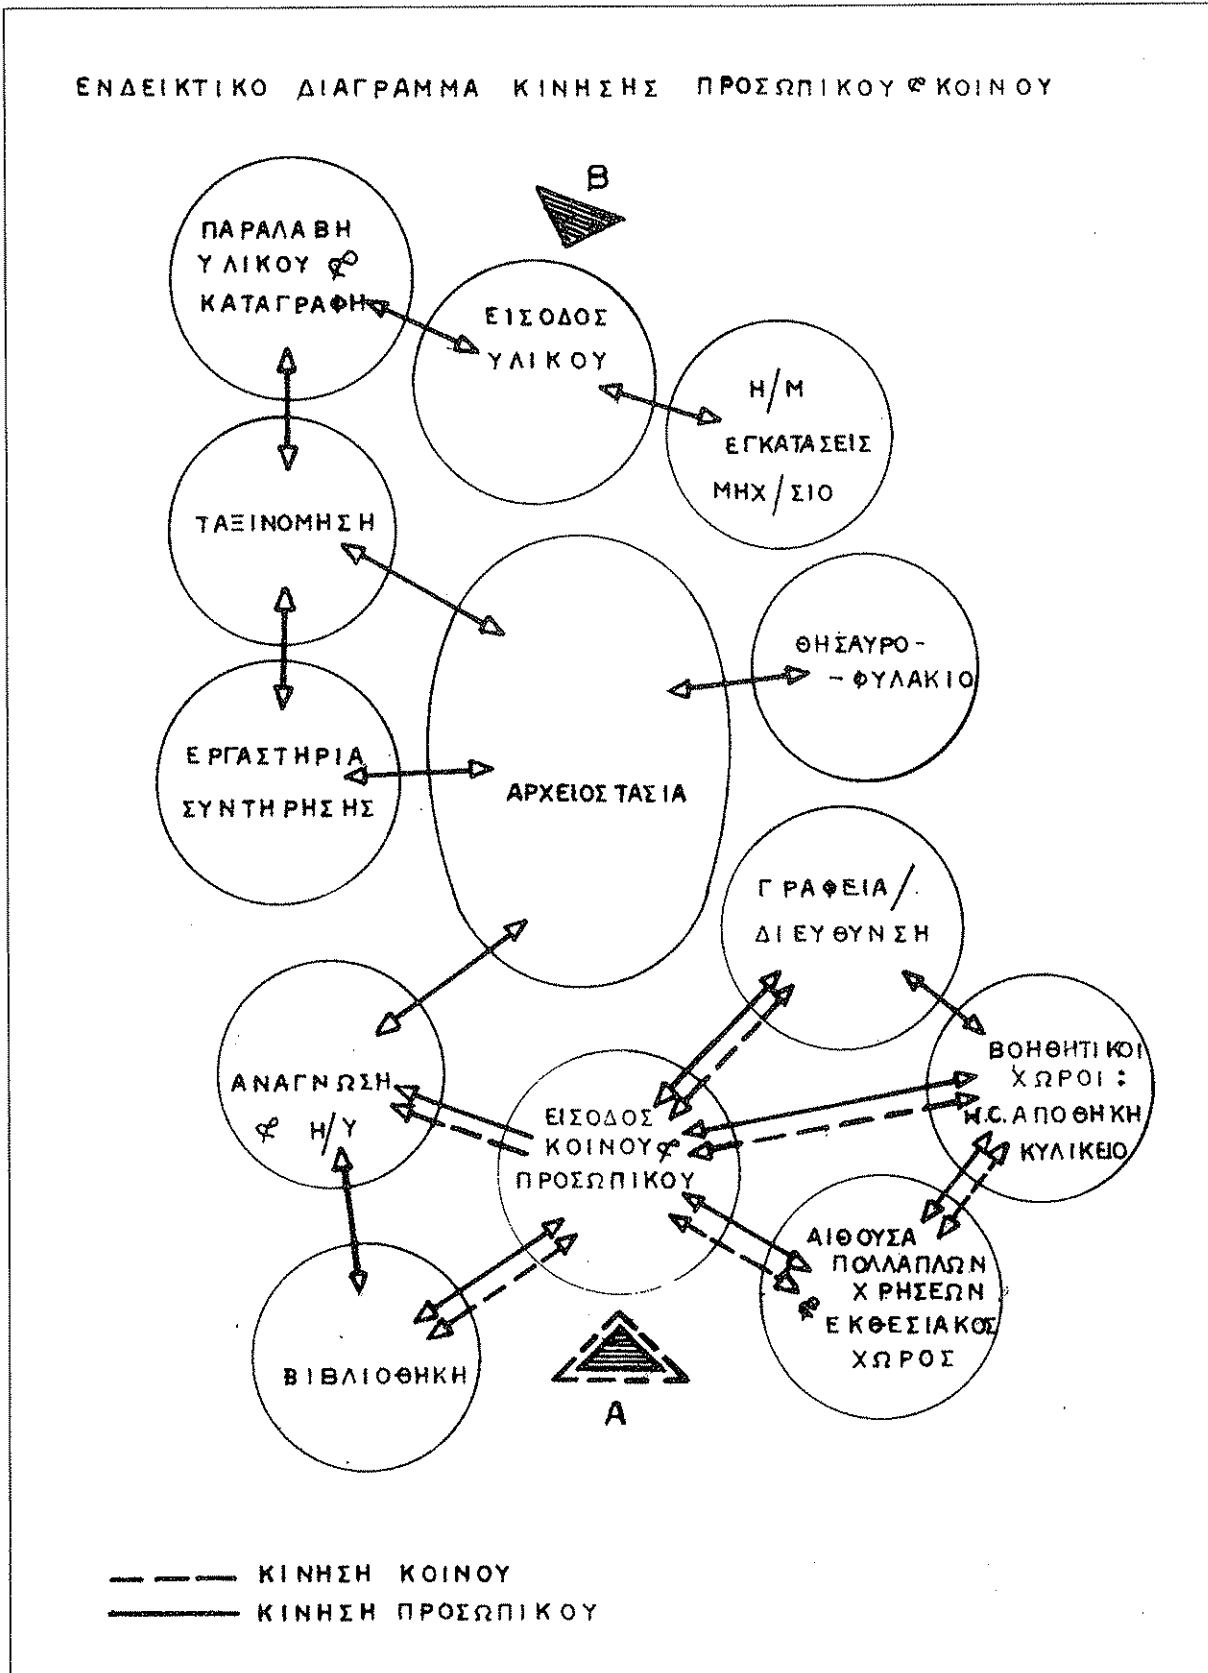 ΕΝΔΕΙΚΤΙΚΟ ΔΙΑΓΡΑΜΜΑ ΚΙΝΗΣΗΣ ΠΡΟΣΩΠΙΚΟΥ & ΚΟΙΝΟΥ
Β
ΠΑΡΑΛΑΒΗ
ΥΛΙΚΟΥ &
ΚΑΤΑΓΡΑΦΗ
ΕΙΣΟΔΟΣ
ΥΛΙΚΟΥ
Η/Μ
ΕΓΚΑΤΑΣΕΙΣ
ΜΗΧ/ΣΙΟ
ΤΑΞΙΝΟΜΗΣΗ
ΘΗΣΑΥΡΟ-
-ΦΥΛΑΚΙΟ
ΕΡΓΑΣΤΗΡΙΑ
ΣΥΝΤΗΡΗΣΗΣ
ΑΡΧΕΙΟΣΤΑΣΙΑ
ΓΡΑΦΕΙΑ/
ΔΙΕΥΘΥΝΣΗ
ΒΟΗΘΗΤΙΚΟΙ
ΧΩΡΟΙ:
W.C. ΑΠΟΘΗΚΗ
ΚΥΛΙΚΕΙΟ
ΑΝΑΓΝΩΣΗ
& Η/Υ
ΕΙΣΟΔΟΣ
ΚΟΙΝΟΥ &
ΠΡΟΣΩΠΙΚΟΥ
ΑΙΘΟΥΣΑ
ΠΟΛΛΑΠΛΩΝ
ΧΡΗΣΕΩΝ
& ΕΚΘΕΣΙΑΚΟΣ
ΧΩΡΟΣ
ΒΙΒΛΙΟΘΗΚΗ
Α
ΚΙΝΗΣΗ ΚΟΙΝΟΥ
ΚΙΝΗΣΗ ΠΡΟΣΩΠΙΚΟΥ